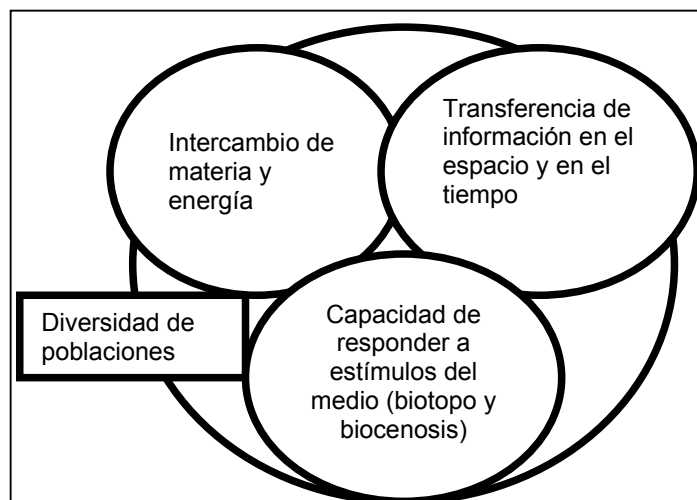 Intercambio de
materia y
energía
Transferencia de
información en el
espacio y en el
tiempo
Diversidad de
poblaciones
Capacidad de
responder a
estímulos del
medio (biotopo y
biocenosis)